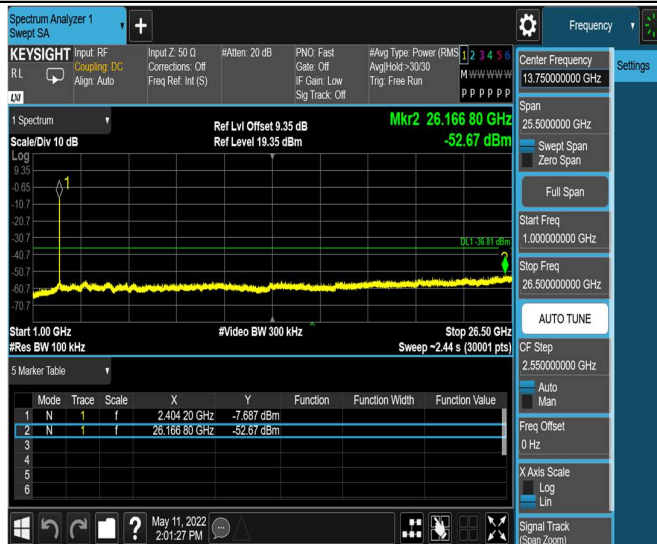 Spectrum Analyzer 1
Swept SA
Frequency
KEYSIGHT
RL
LXI
Input: RF
Coupling: DC
Align: Auto
Input Z: 50 Ω
Corrections: Off
Freq Ref: Int (S)
#Atten: 20 dB
PNO: Fast
Gate: Off
IF Gain: Low
Sig Track: Off
#Avg Type: Power (RMS
Avg|Hold:>30/30
Trig: Free Run
1 2 3 4 5 6
M W W W W W
P P P P P P
Center Frequency
13.750000000 GHz
Settings
Span
25.5000000 GHz
Swept Span
Zero Span
Full Span
Start Freq
1.000000000 GHz
Stop Freq
26.500000000 GHz
AUTO TUNE
CF Step
2.550000000 GHz
Auto
Man
Freq Offset
0 Hz
X Axis Scale
Log
Lin
Signal Track
(Span Zoom)
1 Spectrum
Scale/Div 10 dB
Ref Lvl Offset 9.35 dB
Ref Level 19.35 dBm
Mkr2 26.166 80 GHz
-52.67 dBm
Log
9.35
-0.65
-10.7
-20.7
-30.7
-40.7
-50.7
-60.7
-70.7
1
DL1 -36.81 dBm
2
Start 1.00 GHz
#Video BW 300 kHz
Stop 26.50 GHz
#Res BW 100 kHz
Sweep ~2.44 s (30001 pts)
5 Marker Table
Mode Trace Scale X Y Function Function Width Function Value
1 N 1 f 2.404 20 GHz -7.687 dBm
2 N 1 f 26.166 80 GHz -52.67 dBm
3
4
5
6
May 11, 2022
2:01:27 PM